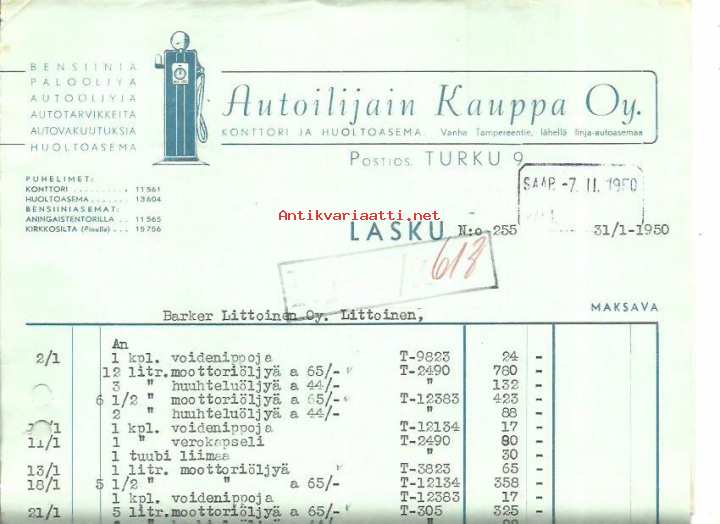 BENSIINIA
PALOÖLJYÄ
AUTOÖLJYJÄ
AUTOTARVIKKEITA
AUTOVAKUUTUKSIA
HUOLTOASEMA
Autoilijain Kauppa Oy.
KONTTORI JA HUOLTOASEMA. Vanha Tampereentie, lähellä linja-autoasemaa
POSTIOS. TURKU 9
PUHELIMET:
KONTTORI . . . . . . . . . 11561
HUOLTOASEMA . . . . . . 13604
BENSIINIASEMAT:
ANINGAISTENTORILLA . . 11565
KIRKKOSILTA (Pinella) . . . 15756
SAAP -7. II. 1950
Antikvariaatti.net
LASKU N:o 255 31/1-1950
618
Barker Littoinen Oy. Littoinen,
MAKSAVA
An
2/1 1 kpl. voidenippoja T-9823 24 -
12 litr. moottoriöljyä a 65/- " T-2490 780 -
3 " huuhteluöljyä a 44/- " 132 -
6 1/2 " moottoriöljyä a 65/- " T-12383 423 -
2 " huuhteluöljyä a 44/- " 88 -
1 kpl. voidenippoja T-12134 17 -
11/1 1 " verokapseli T-2490 80 -
1 tuubi liimaa " 30 -
13/1 1 litr. moottoriöljyä " T-3823 65 -
18/1 5 1/2 " " a 65/- T-12134 358 -
1 kpl. voidenippoja T-12383 17 -
21/1 5 litr. moottoriöljyä a 65/- " T-305 325 -